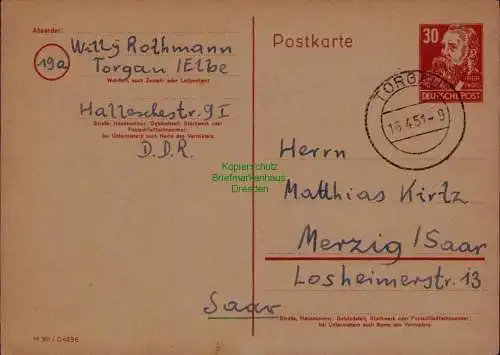 Absender:
Willy Rothmann
19a
Torgau /Elbe
Wohnort, auch Zustell- oder Leitpostamt
Halleschestr. 9 I
Straße, Hausnummer, Gebäudeteil, Stockwerk oder Postschließfachnummer;
bei Untermietern auch Name des Vermieters
D.D.R.
Postkarte
30
DEUTSCHE POST
TORGAU
16.4.51-9
Kipferschutz
Briefmarkenhaus
Dresden
Herrn
Matthias Kirtz
Merzig /Saar
Losheimerstr. 13
Saar
Straße, Hausnummer, Gebäudeteil, Stockwerk oder Postschließfachnummer;
bei Untermietern auch Name des Vermieters